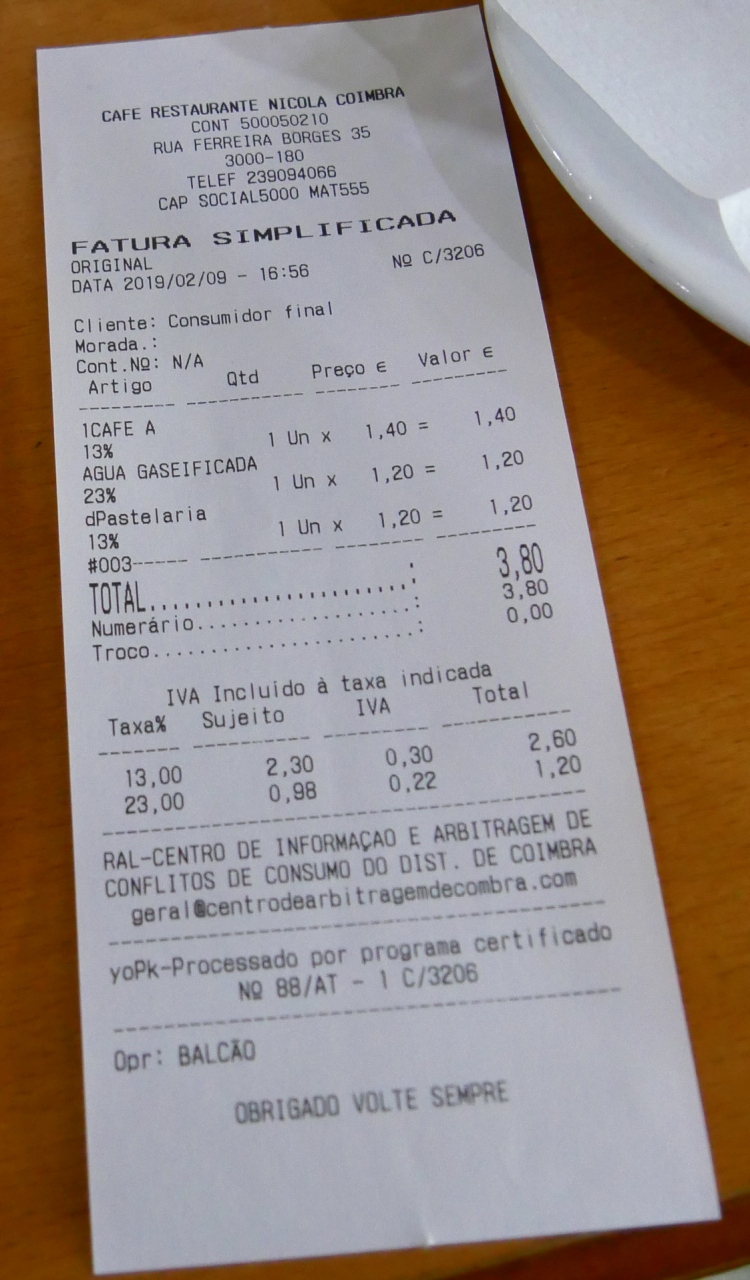 CAFE RESTAURANTE NICOLA COIMBRA
CONT 500050210
RUA FERREIRA BORGES 35
3000-180
TELEF 239094066
CAP SOCIAL5000 MAT555
FATURA SIMPLIFICADA
ORIGINAL
DATA 2019/02/09 - 16:56 Nº C/3206
Cliente: Consumidor final
Morada.:
Cont.Nº: N/A
Artigo Qtd Preço € Valor €
1CAFE A
13% 1 Un x 1,40 = 1,40
AGUA GASEIFICADA
23% 1 Un x 1,20 = 1,20
dPastelaria
13% 1 Un x 1,20 = 1,20
#003----- --------- -------- ---------
TOTAL.......................: 3,80
Numerário...................: 3,80
Troco.......................: 0,00
IVA Incluido à taxa indicada
Taxa% Sujeito IVA Total
13,00 2,30 0,30 2,60
23,00 0,98 0,22 1,20
RAL-CENTRO DE INFORMAÇAO E ARBITRAGEM DE
CONFLITOS DE CONSUMO DO DIST. DE COIMBRA
geral@centrodearbitragemdecombra.com
yoPk-Processado por programa certificado
Nº 88/AT - 1 C/3206
Opr: BALCÃO
OBRIGADO VOLTE SEMPRE